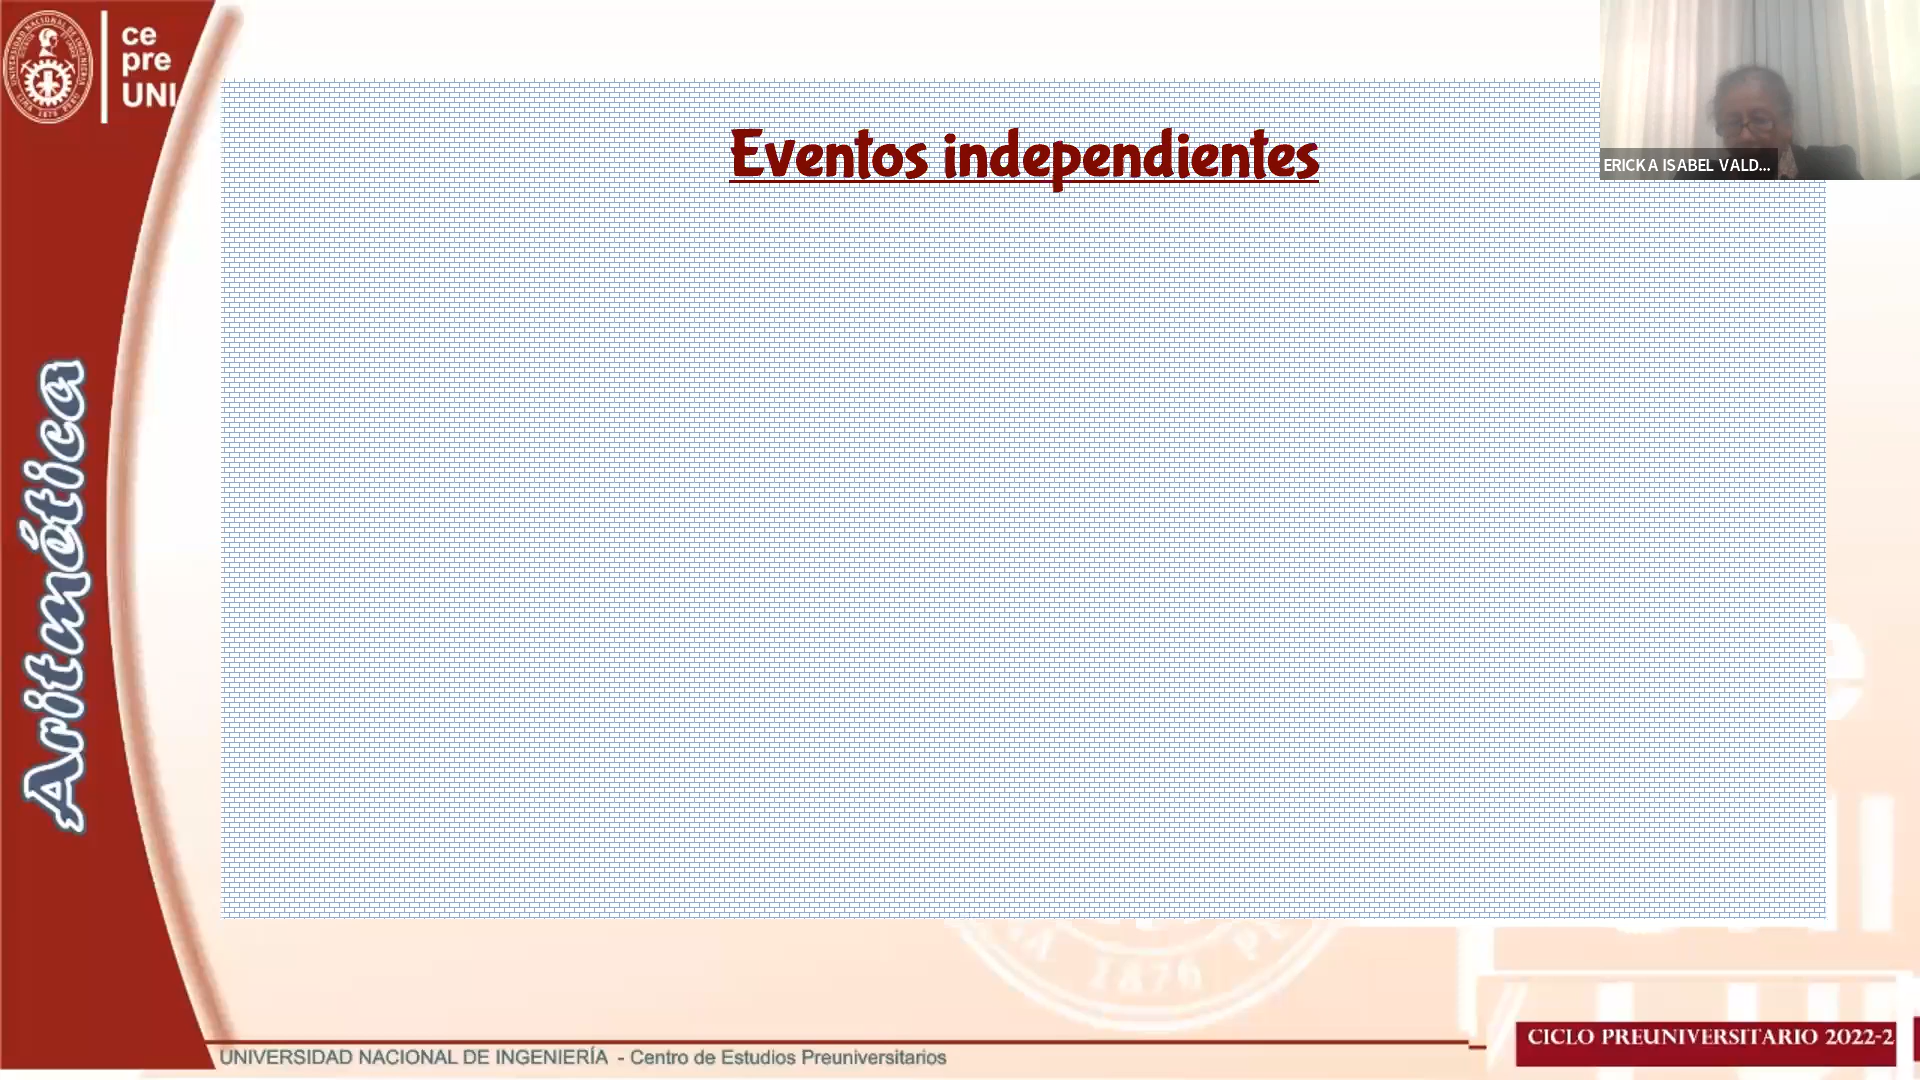 ce
pre
UNI
Eventos independientes
ERICKA ISABEL VALD...
Aritmética
1876
UNIVERSIDAD NACIONAL DE INGENIERÍA - Centro de Estudios Preuniversitarios
CICLO PREUNIVERSITARIO 2022-2